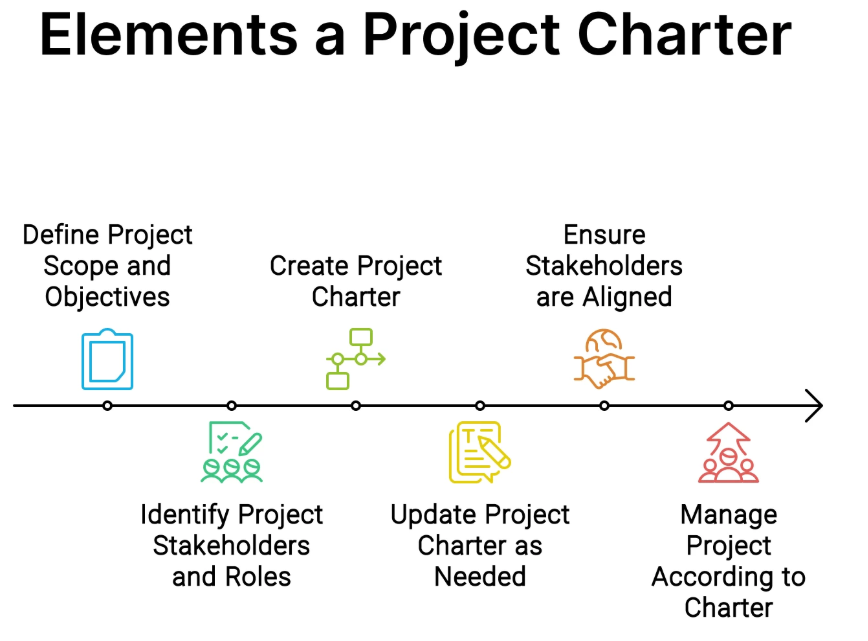 Elements a Project Charter
Define Project
Scope and
Objectives
Identify Project
Stakeholders
and Roles
Create Project
Charter
Update Project
Charter as
Needed
Ensure
Stakeholders
are Aligned
Manage
Project
According to
Charter